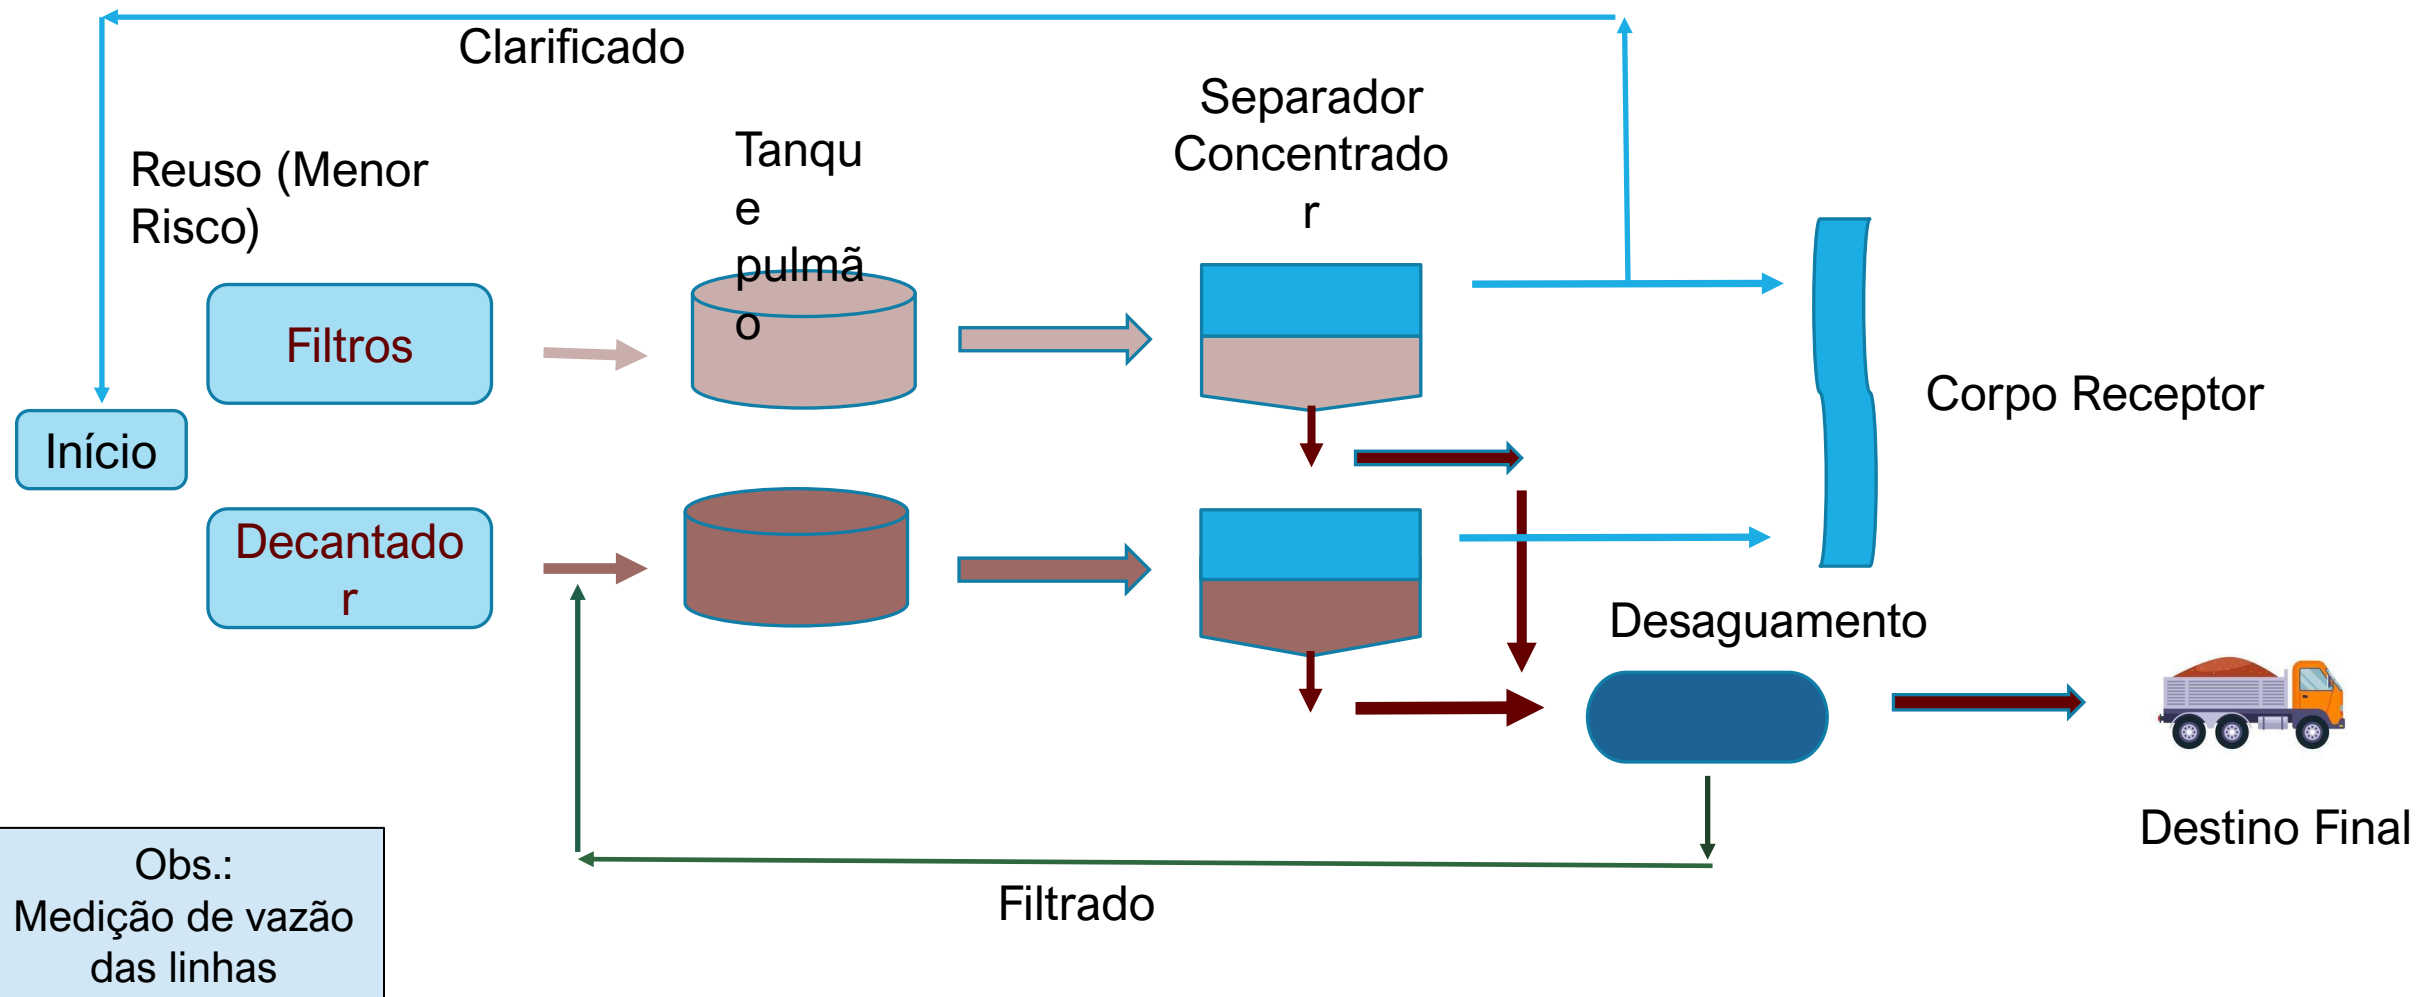 Clarificado
Separador
Concentrado
r
Tanqu
e
pulmã
o
Reuso (Menor
Risco)
Filtros
Corpo Receptor
Início
Decantado
r
Desaguamento
Destino Final
Filtrado
Obs.:
Medição de vazão
das linhas